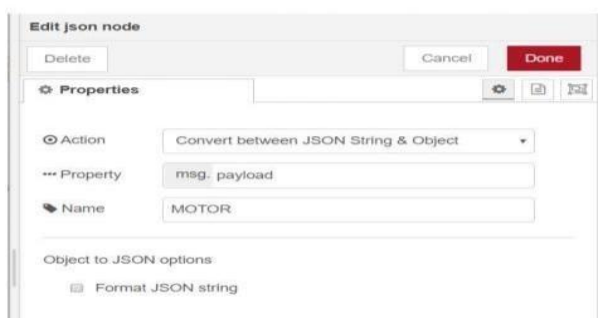 Edit json node
Delete Cancel Done
Properties
Action Convert between JSON String & Object
Property msg. payload
Name MOTOR
Object to JSON options
Format JSON string